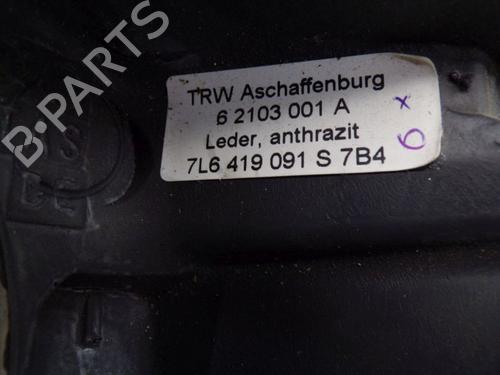 B-PARTS
TRW Aschaffenburg
6 2103 001 A
Leder, anthrazit
7L6 419 091 S 7B4